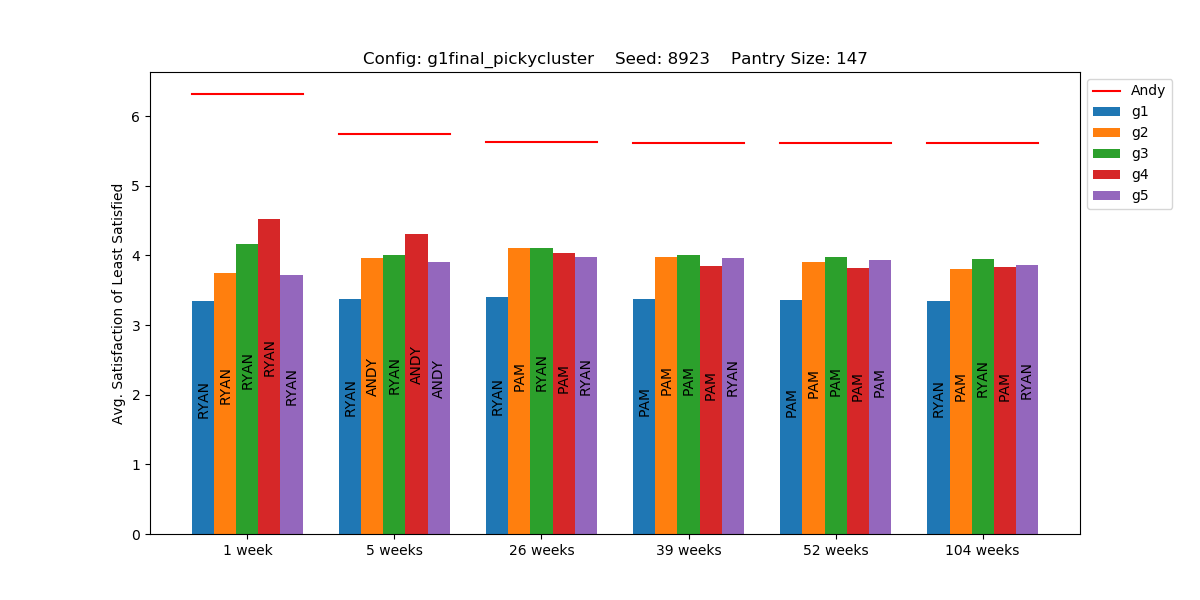 Config: g1final_pickycluster    Seed: 8923    Pantry Size: 147
Avg. Satisfaction of Least Satisfied
6
5
4
3
2
1
0
RYAN
RYAN
RYAN
RYAN
RYAN
RYAN
ANDY
RYAN
ANDY
ANDY
RYAN
PAM
RYAN
PAM
RYAN
PAM
PAM
PAM
PAM
RYAN
PAM
PAM
PAM
PAM
PAM
RYAN
PAM
RYAN
PAM
RYAN
1 week
5 weeks
26 weeks
39 weeks
52 weeks
104 weeks
Andy
g1
g2
g3
g4
g5